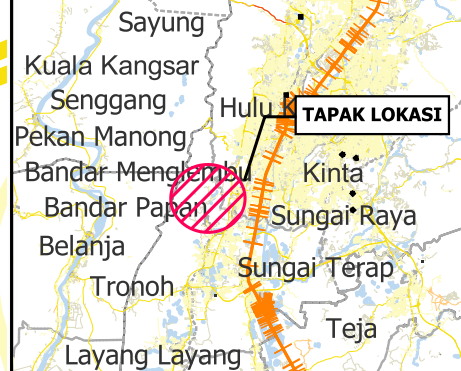 Sayung
Kuala Kangsar
Senggang
Hulu K
TAPAK LOKASI
Pekan Manong
Bandar Menglembu
Kinta
Bandar Papan
Sungai Raya
Belanja
Sungai Terap
Tronoh
Teja
Layang Layang